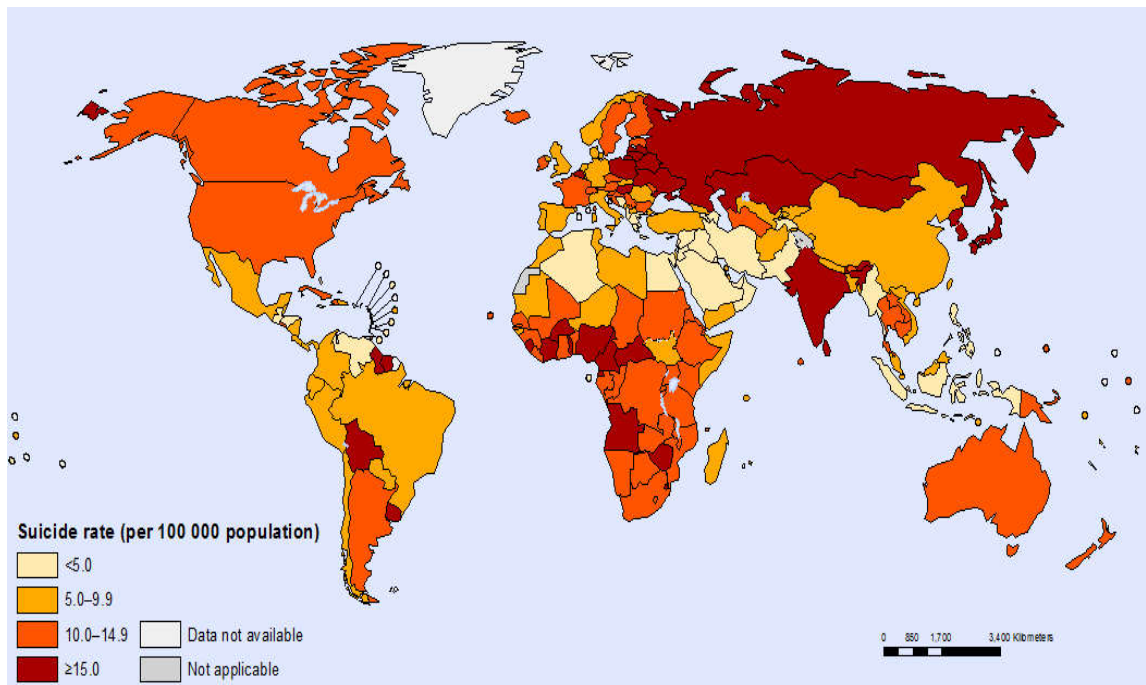 Suicide rate (per 100 000 population)
<5.0
5.0–9.9
10.0–14.9
≥15.0
Data not available
Not applicable
0 850 1,700 3,400 Kilometers